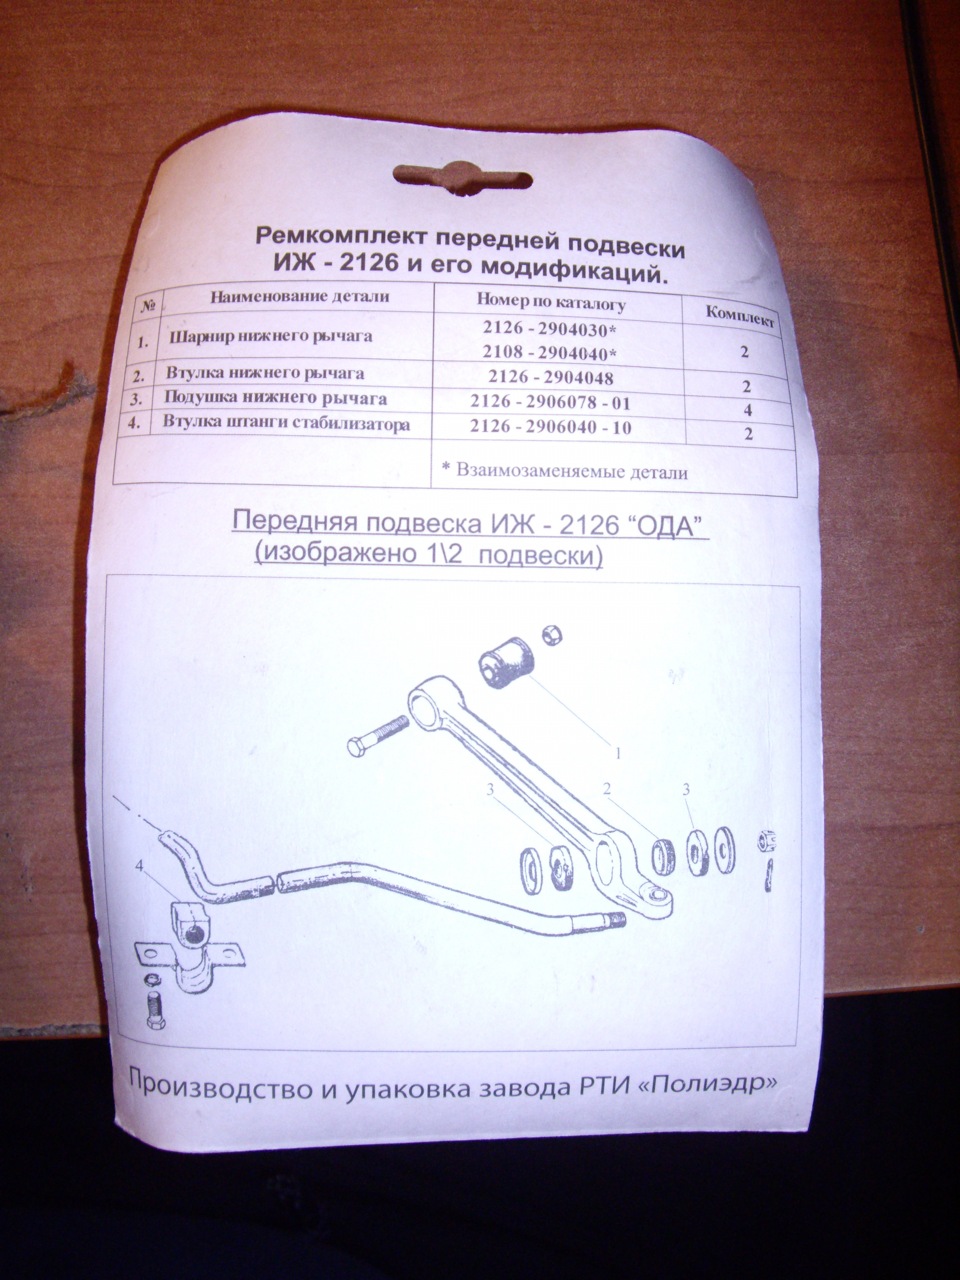 Ремкомплект передней подвески
ИЖ - 2126 и его модификаций.
№ Наименование детали Номер по каталогу Комплект
1. Шарнир нижнего рычага 2126 - 2904030* 2
2108 - 2904040*
2. Втулка нижнего рычага 2126 - 2904048 2
3. Подушка нижнего рычага 2126 - 2906078 - 01 4
4. Втулка штанги стабилизатора 2126 - 2906040 - 10 2
* Взаимозаменяемые детали
Передняя подвеска ИЖ - 2126 “ОДА”
(изображено 1\2 подвески)
1
3 2 3
4
Производство и упаковка завода РТИ «Полиэдр»